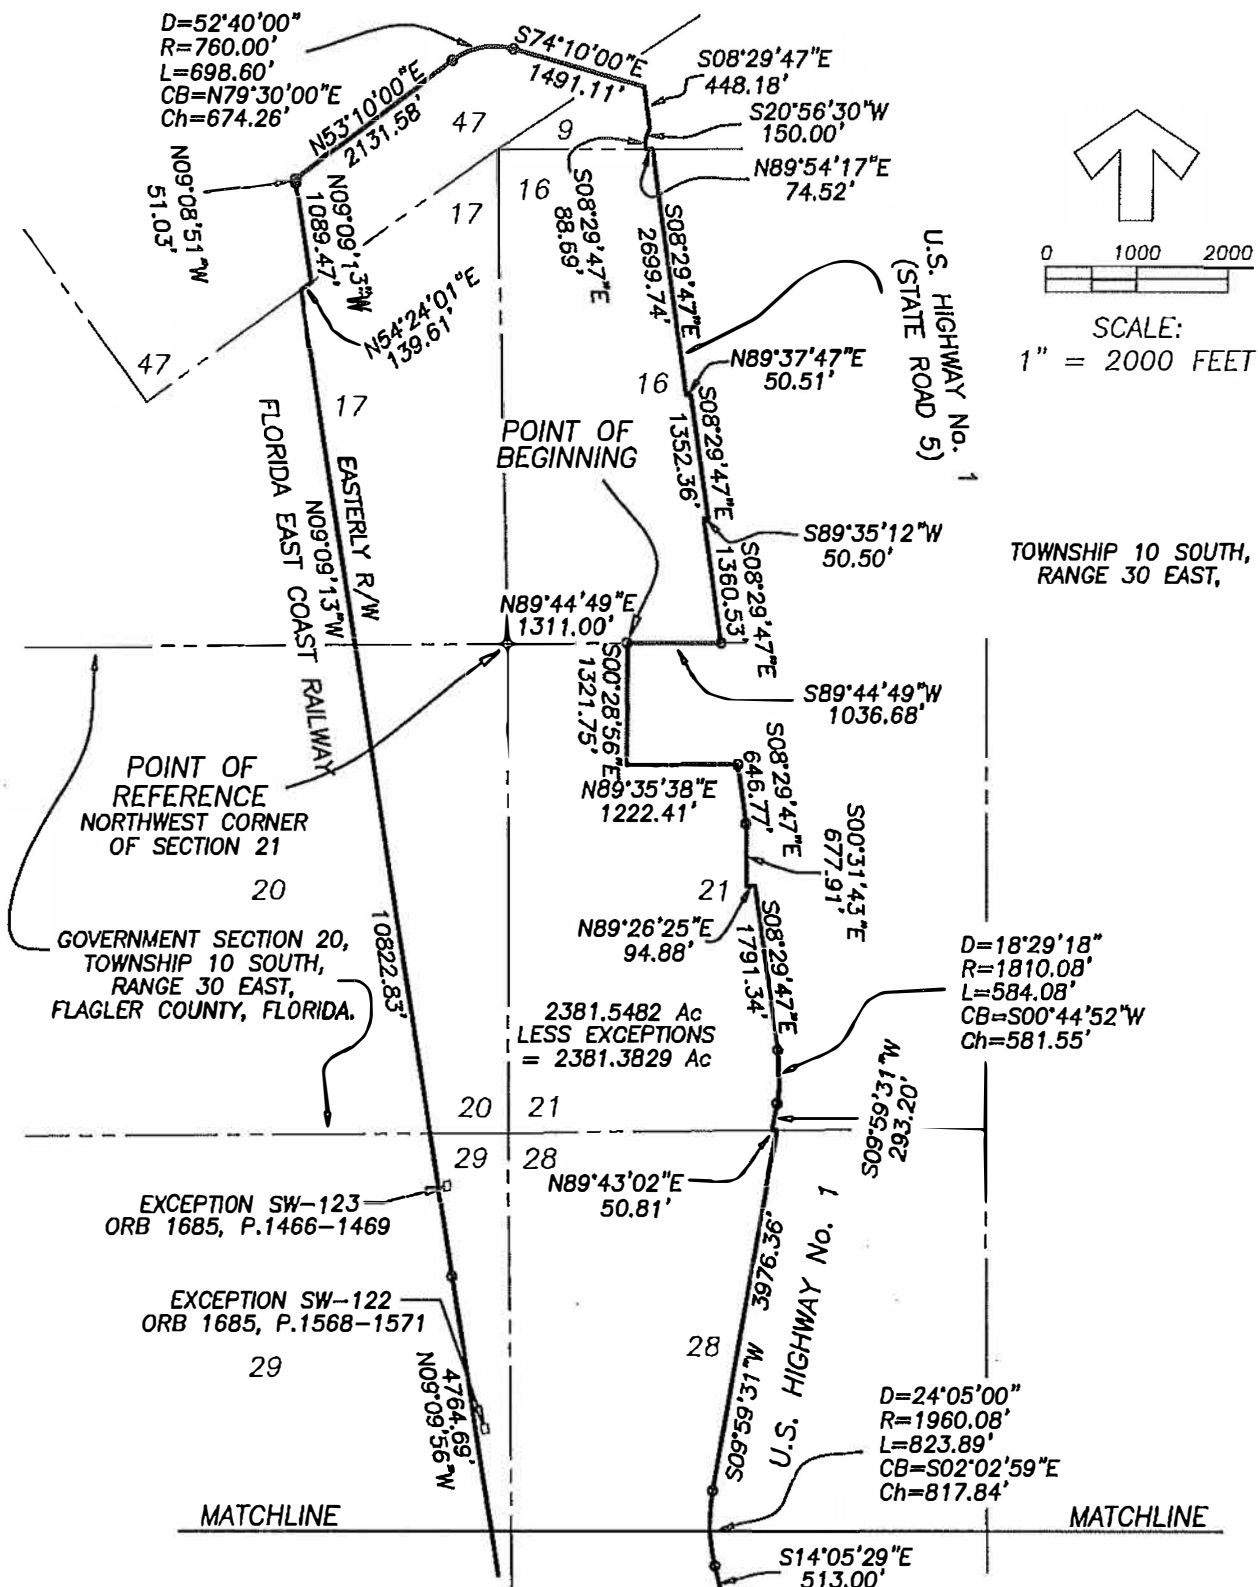 D=52°40'00"
R=760.00'
L=698.60'
CB=N79°30'00"E
Ch=674.26'
S74°10'00"E
1491.11'
S08°29'47"E
448.18'
S20°56'30"W
150.00'
N89°54'17"E
74.52'
N53°10'00"E
2131.58'
47
9
16
17
S08°29'47"E
88.69'
N09°08'51"W
51.03'
N09°09'13"W
1089.47'
N54°24'01"E
139.61'
S08°29'47"E
2699.74'
U.S. HIGHWAY No. 1
(STATE ROAD 5)
0 1000 2000
SCALE:
1" = 2000 FEET
47
17
16
N89°37'47"E
50.51'
POINT OF
BEGINNING
S08°29'47"E
1352.36'
EASTERLY R/W
FLORIDA EAST COAST RAILWAY
N09°09'13"W
S89°35'12"W
50.50'
TOWNSHIP 10 SOUTH,
RANGE 30 EAST,
S08°29'47"E
1360.53'
N89°44'49"E
1311.00'
S00°28'56"E
1321.75'
S89°44'49"W
1036.68'
POINT OF
REFERENCE
NORTHWEST CORNER
OF SECTION 21
N89°35'38"E
1222.41'
S08°29'47"E
646.77'
S00°31'43"E
677.91'
20
21
10822.83'
N89°26'25"E
94.88'
S08°29'47"E
1791.34'
GOVERNMENT SECTION 20,
TOWNSHIP 10 SOUTH,
RANGE 30 EAST,
FLAGLER COUNTY, FLORIDA.
D=18°29'18"
R=1810.08'
L=584.08'
CB=S00°44'52"W
Ch=581.55'
2381.5482 Ac
LESS EXCEPTIONS
= 2381.3829 Ac
S09°59'31"W
293.20'
20
21
29
28
N89°43'02"E
50.81'
EXCEPTION SW-123
ORB 1685, P.1466-1469
EXCEPTION SW-122
ORB 1685, P.1568-1571
29
28
S09°59'31"W 3976.36'
U.S. HIGHWAY No. 1
4764.69'
N09°09'56"W
D=24°05'00"
R=1960.08'
L=823.89'
CB=S02°02'59"E
Ch=817.84'
MATCHLINE
MATCHLINE
S14°05'29"E
513.00'